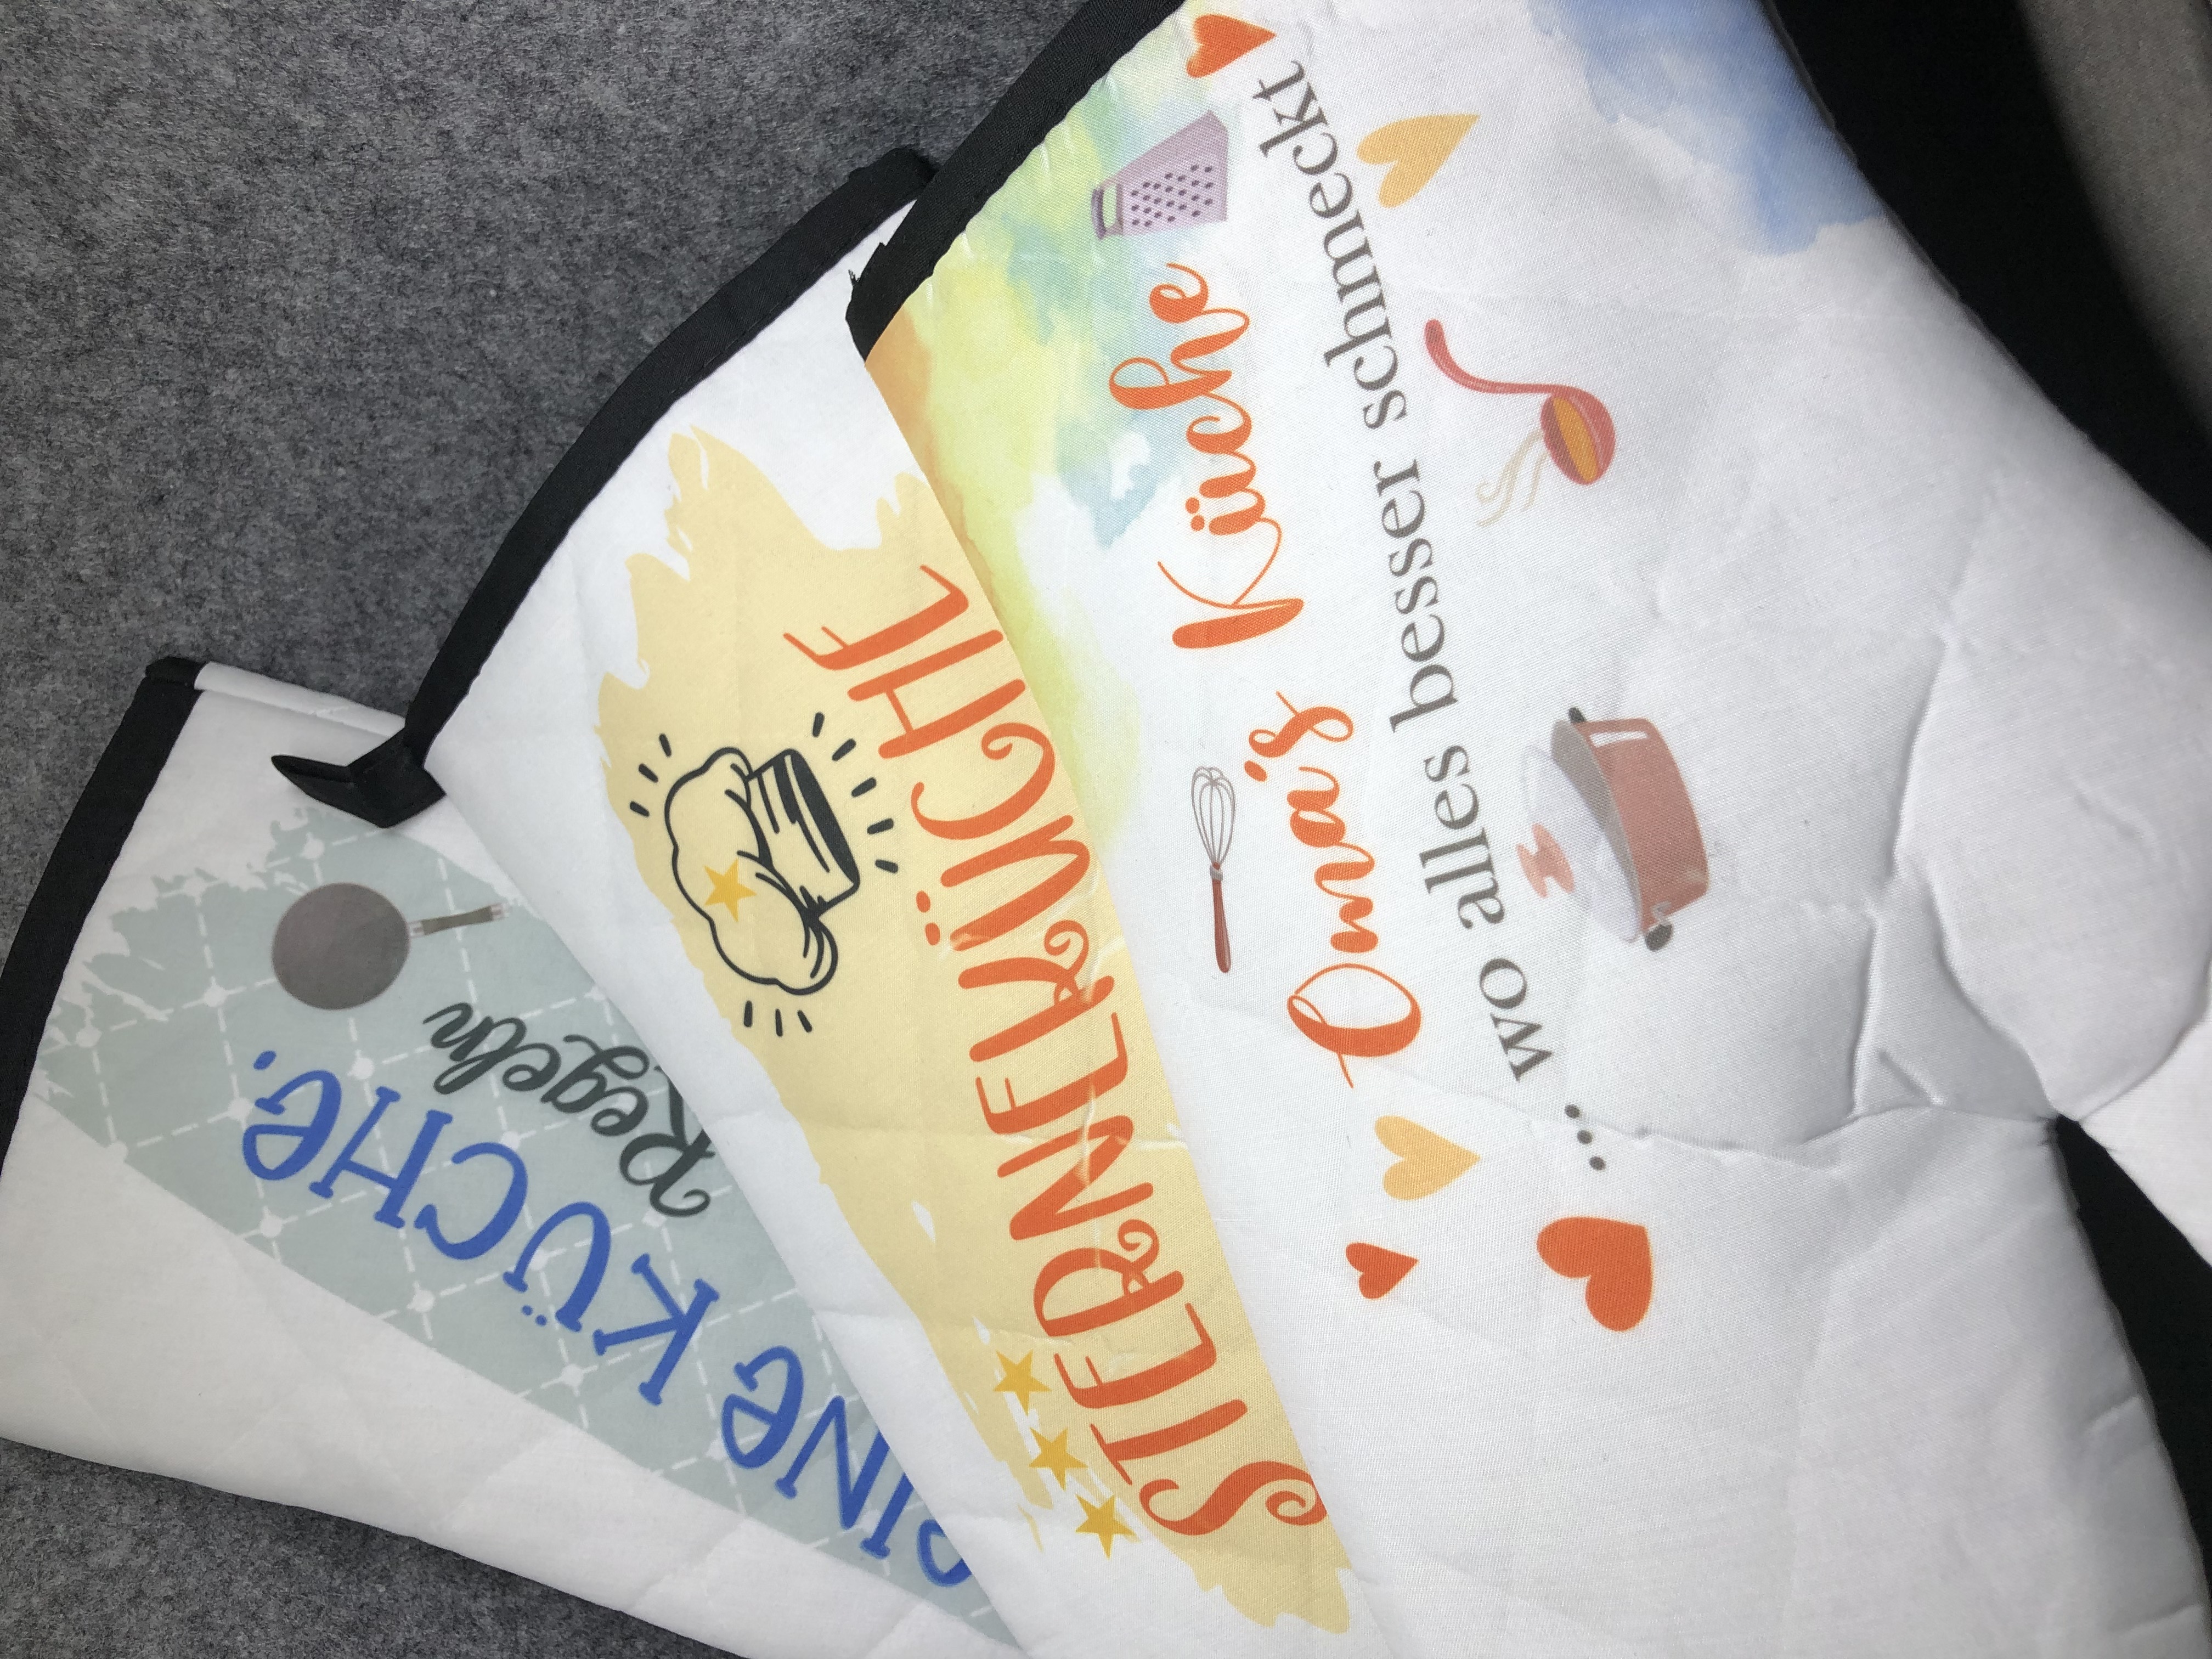 Oma's Küche
... wo alles besser schmeckt
STERNEKÜCHE
KÜCHE.
Regeln